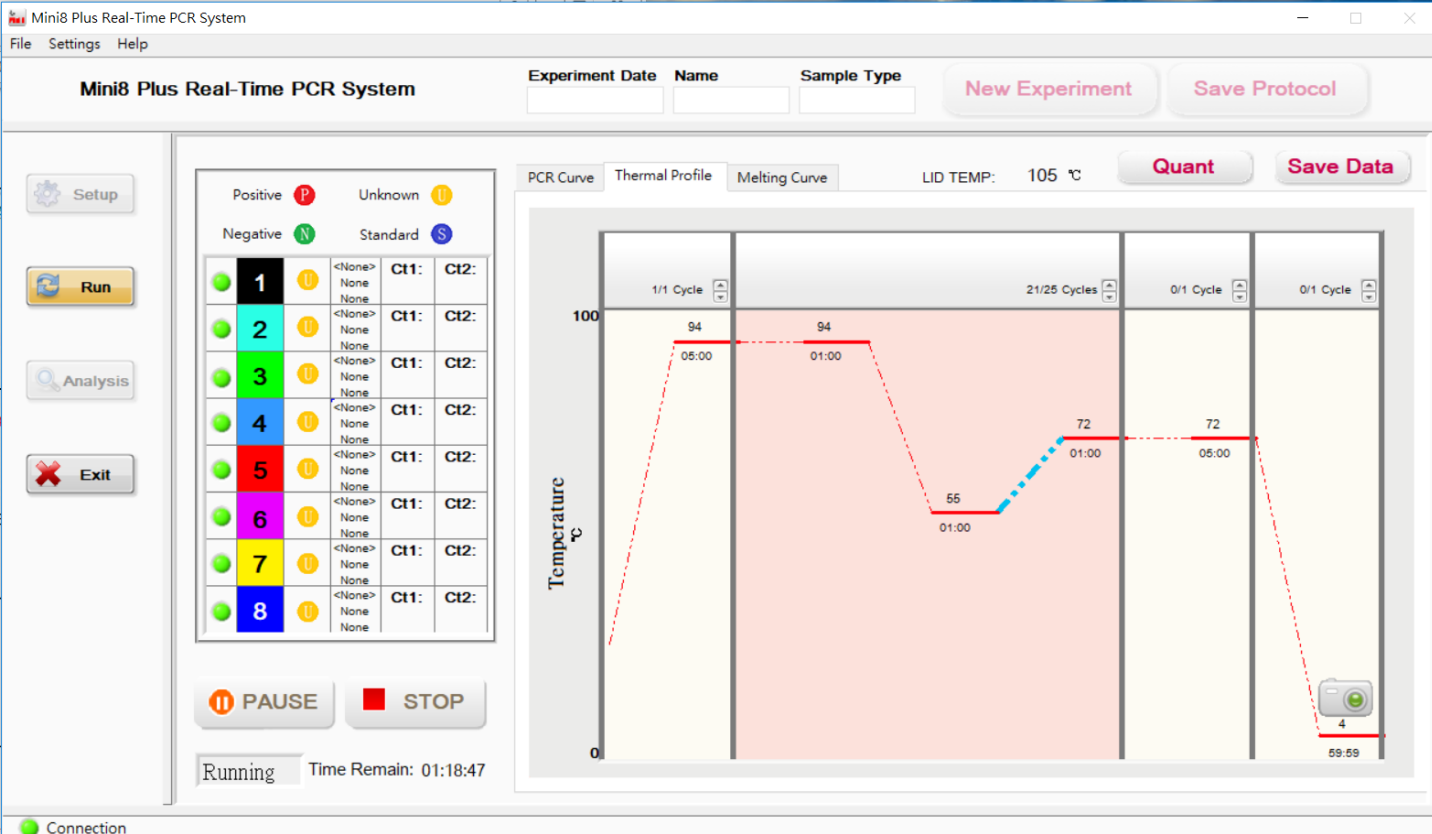 Mini8 Plus Real-Time PCR System
File Settings Help
Mini8 Plus Real-Time PCR System
Experiment Date Name Sample Type
New Experiment Save Protocol
Setup
Run
Analysis
Exit
Positive P Unknown U
Negative N Standard S
1 U <None> None None Ct1: Ct2:
2 U <None> None None Ct1: Ct2:
3 U <None> None None Ct1: Ct2:
4 U <None> None None Ct1: Ct2:
5 U <None> None None Ct1: Ct2:
6 U <None> None None Ct1: Ct2:
7 U <None> None None Ct1: Ct2:
8 U <None> None None Ct1: Ct2:
PAUSE STOP
Running Time Remain: 01:18:47
PCR Curve Thermal Profile Melting Curve LID TEMP: 105 ℃ Quant Save Data
1/1 Cycle 21/25 Cycles 0/1 Cycle 0/1 Cycle
100
94 94
05:00 01:00
72 72
01:00 05:00
55
01:00
Temperature
℃
4
0
59:59
Connection